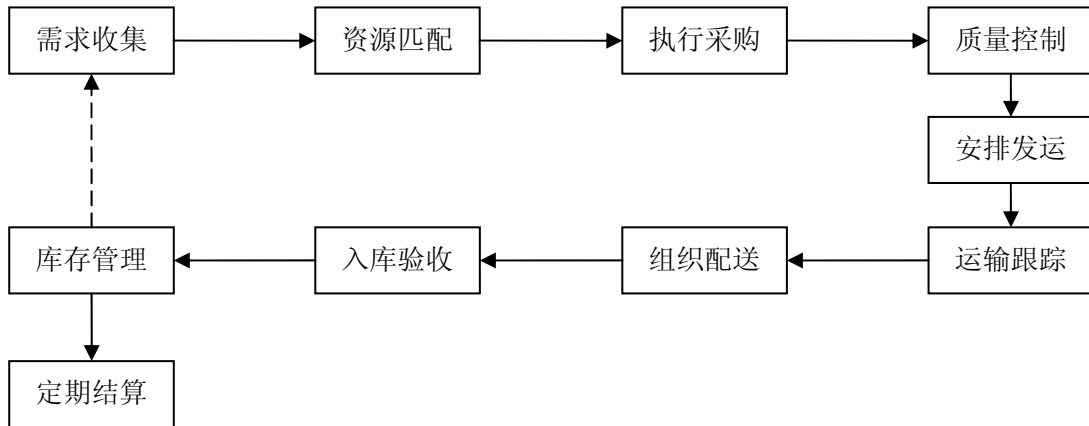 需求收集
资源匹配
执行采购
质量控制
安排发运
库存管理
入库验收
组织配送
运输跟踪
定期结算